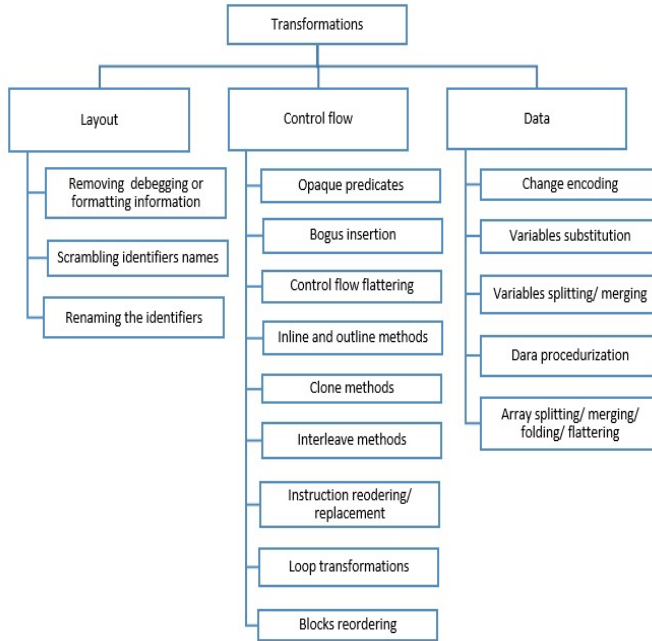 Transformations
Layout
Control flow
Data
Removing debegging or
formatting information
Scrambling identifiers names
Renaming the identifiers
Opaque predicates
Bogus insertion
Control flow flattering
Inline and outline methods
Clone methods
Interleave methods
Instruction reodering/
replacement
Loop transformations
Blocks reordering
Change encoding
Variables substitution
Variables splitting/ merging
Dara procedurization
Array splitting/ merging/
folding/ flattering